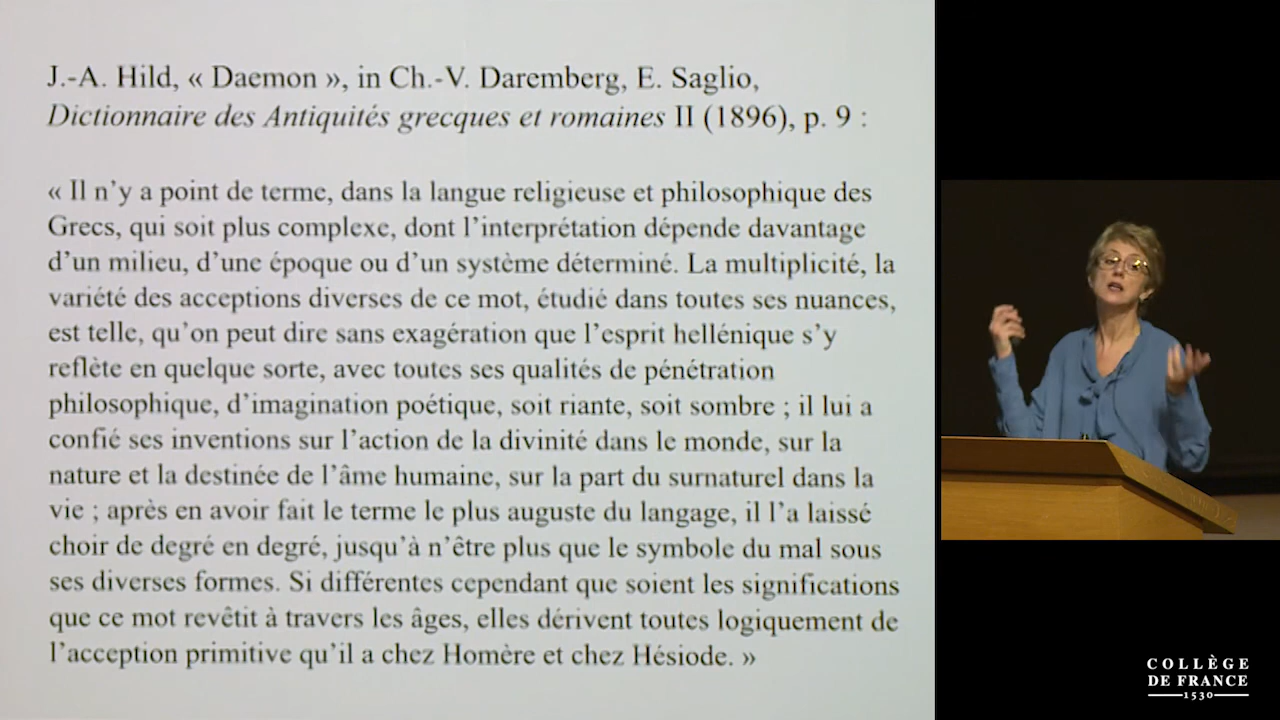 J.-A. Hild, « Daemon », in Ch.-V. Daremberg, E. Saglio,
Dictionnaire des Antiquités grecques et romaines II (1896), p. 9 :
« Il n’y a point de terme, dans la langue religieuse et philosophique des
Grecs, qui soit plus complexe, dont l’interprétation dépende davantage
d’un milieu, d’une époque ou d’un système déterminé. La multiplicité, la
variété des acceptions diverses de ce mot, étudié dans toutes ses nuances,
est telle, qu’on peut dire sans exagération que l’esprit hellénique s’y
reflète en quelque sorte, avec toutes ses qualités de pénétration
philosophique, d’imagination poétique, soit riante, soit sombre ; il lui a
confié ses inventions sur l’action de la divinité dans le monde, sur la
nature et la destinée de l’âme humaine, sur la part du surnaturel dans la
vie ; après en avoir fait le terme le plus auguste du langage, il l’a laissé
choir de degré en degré, jusqu’à n’être plus que le symbole du mal sous
ses diverses formes. Si différentes cependant que soient les significations
que ce mot revêtit à travers les âges, elles dérivent toutes logiquement de
l’acception primitive qu’il a chez Homère et chez Hésiode. »
COLLÈGE
DE FRANCE
1530